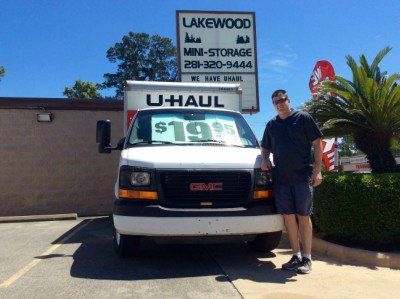 LAKEWOOD
MINI-STORAGE
281-320-9444
WE HAVE UHAUL
U-HAUL
$19.95
GMC